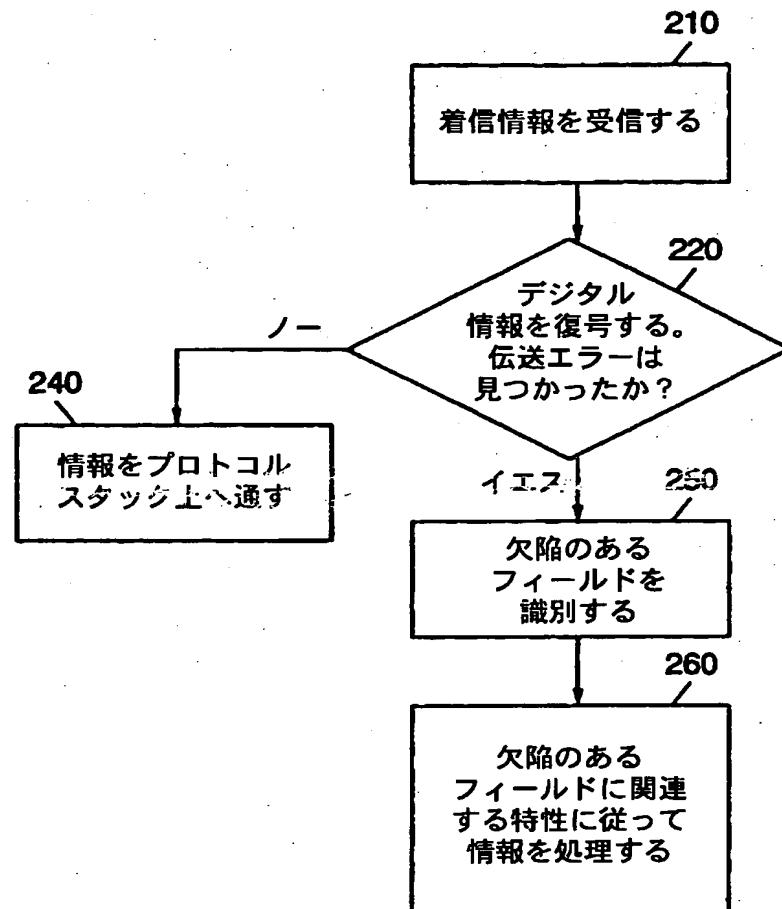 210
着信情報を受信する
220
デジタル
情報を復号する。
伝送エラーは
見つかったか?
ノー
240
情報をプロトコル
スタック上へ通す
イエス
250
欠陥のある
フィールドを
識別する
260
欠陥のある
フィールドに関連
する特性に従って
情報を処理する